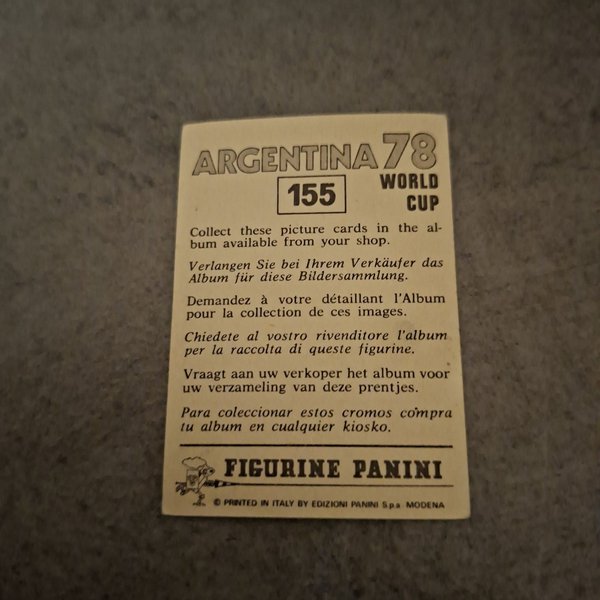 ARGENTINA 78
155
WORLD
CUP
Collect these picture cards in the al-
bum available from your shop.
Verlangen Sie bei Ihrem Verkäufer das
Album für diese Bildersammlung.
Demandez à votre détaillant l'Album
pour la collection de ces images.
Chiedete al vostro rivenditore l'album
per la raccolta di queste figurine.
Vraagt aan uw verkoper het album voor
uw verzameling van deze prentjes.
Para coleccionar estos cromos compra
tu album en cualquier kiosko.
FIGURINE PANINI
© PRINTED IN ITALY BY EDIZIONI PANINI S.p.a MODENA